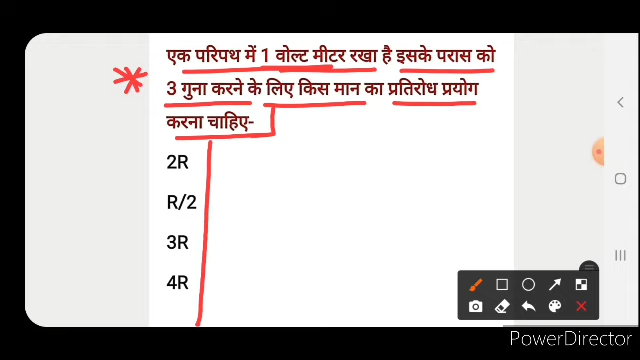 एक परिपथ में 1 वोल्ट मीटर रखा है इसके परास को
3 गुना करने के लिए किस मान का प्रतिरोध प्रयोग
करना चाहिए-
2R
R/2
3R
4R
PowerDirector